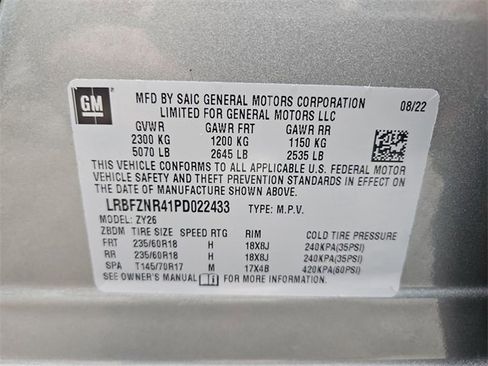 GM
MFD BY SAIC GENERAL MOTORS CORPORATION 08/22
LIMITED FOR GENERAL MOTORS LLC
GVWR GAWR FRT GAWR RR
2300 KG 1200 KG 1150 KG
5070 LB 2645 LB 2535 LB
THIS VEHICLE CONFORMS TO ALL APPLICABLE U.S. FEDERAL MOTOR
VEHICLE SAFETY AND THEFT PREVENTION STANDARDS IN EFFECT ON
THE DATE OF MANUFACTURE SHOWN ABOVE.
LRBFZNR41PD022433 TYPE: M.P.V.
MODEL: ZY26
ZBDM TIRE SIZE SPEED RTG RIM COLD TIRE PRESSURE
FRT 235/60R18 H 18X8J 240KPA(35PSI)
RR 235/60R18 H 18X8J 240KPA(35PSI)
SPA T145/70R17 M 17X4B 420KPA(60PSI)
SEE OWNER'S MANUAL i FOR MORE INFORMATION